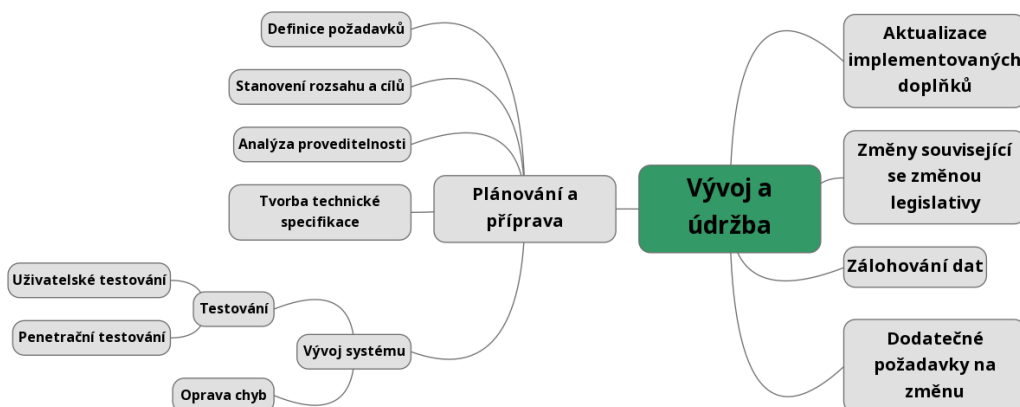 Definice požadavků
Stanovení rozsahu a cílů
Analýza proveditelnosti
Tvorba technické
specifikace
Plánování a
příprava
Uživatelské testování
Penetrační testování
Testování
Vývoj systému
Oprava chyb
Vývoj a
údržba
Aktualizace
implementovaných
doplňků
Změny související
se změnou
legislativy
Zálohování dat
Dodatečné
požadavky na
změnu